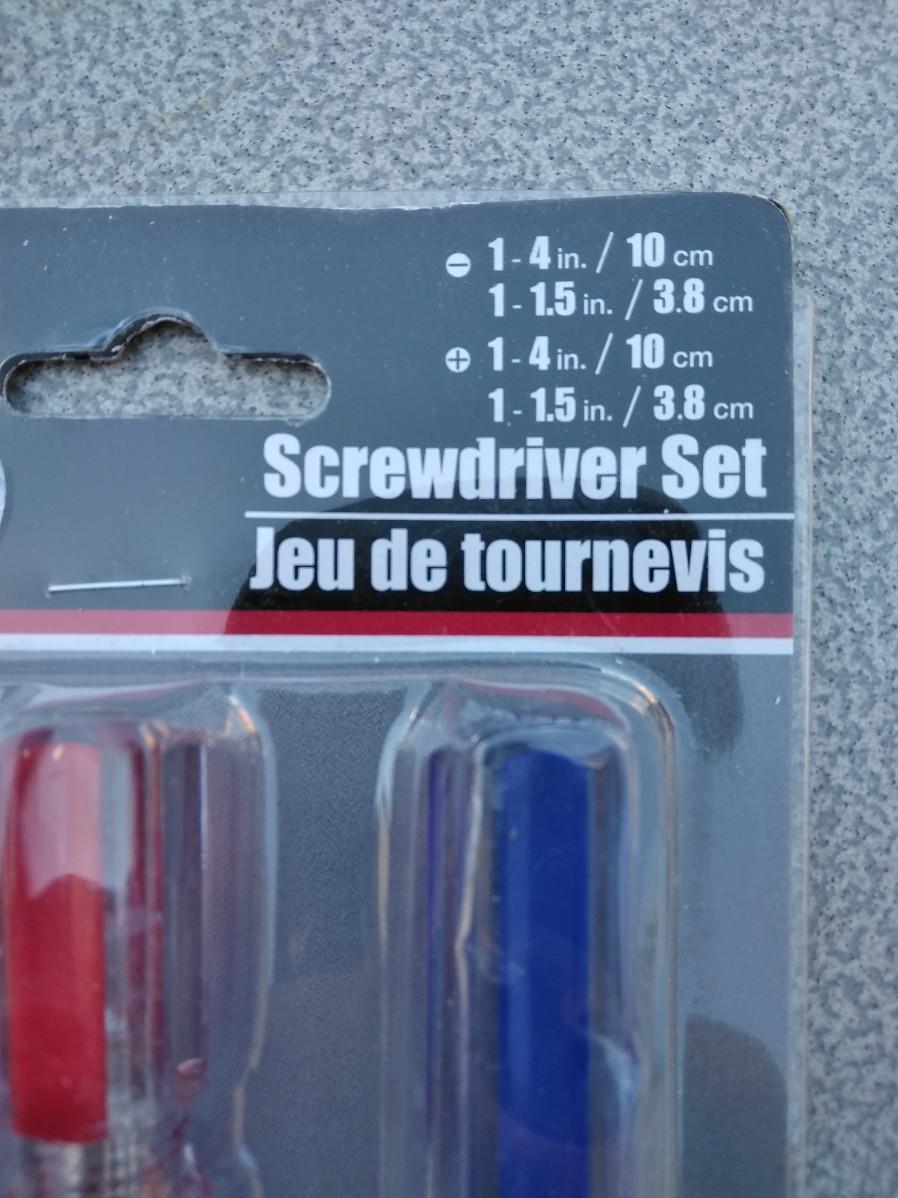 ⊖ 1 - 4 in. / 10 cm
1 - 1.5 in. / 3.8 cm
⊕ 1 - 4 in. / 10 cm
1 - 1.5 in. / 3.8 cm
Screwdriver Set
Jeu de tournevis